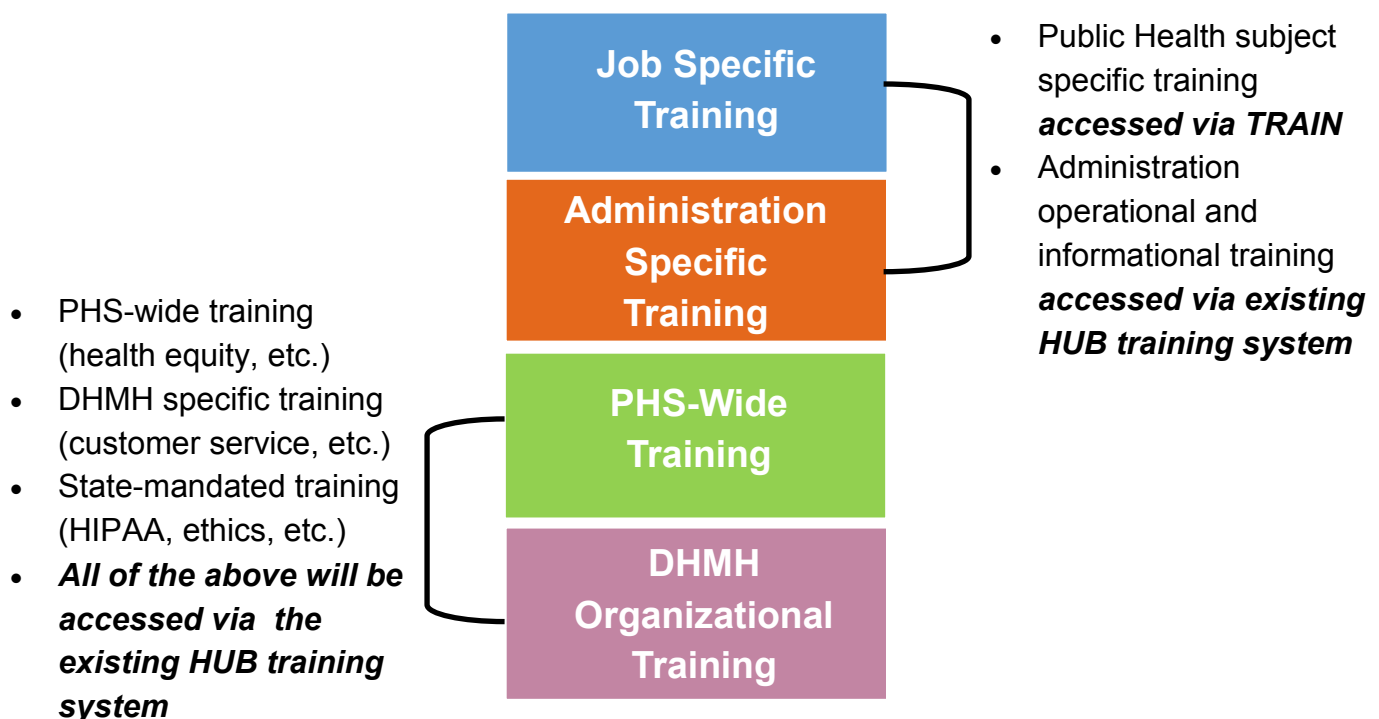 Job Specific
Training
Administration
Specific
Training
PHS-Wide
Training
DHMH
Organizational
Training
• Public Health subject
specific training
accessed via TRAIN
• Administration
operational and
informational training
accessed via existing
HUB training system
• PHS-wide training
(health equity, etc.)
• DHMH specific training
(customer service, etc.)
• State-mandated training
(HIPAA, ethics, etc.)
• All of the above will be
accessed via the
existing HUB training
system